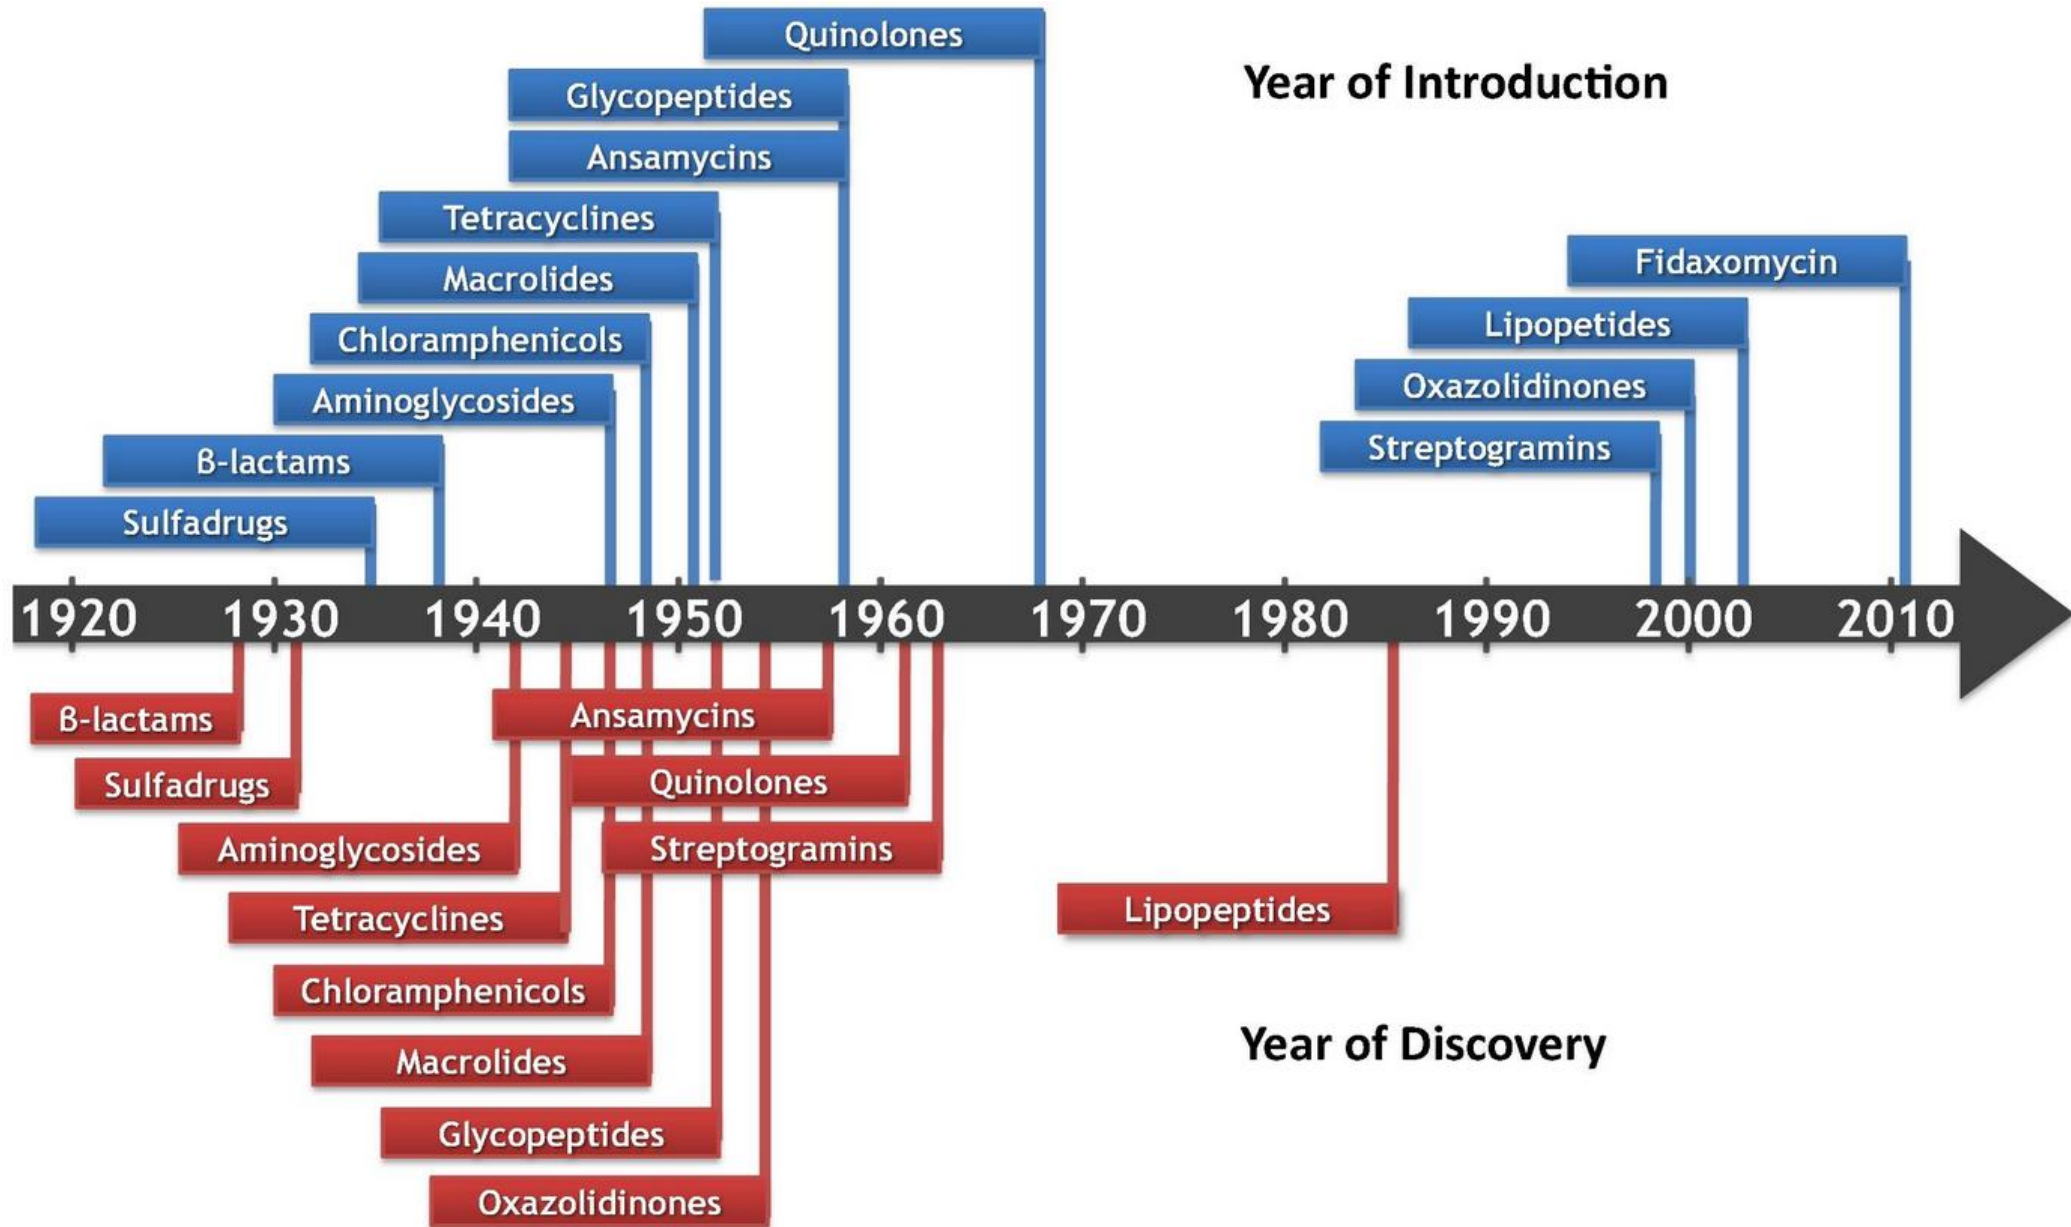 Quinolones
Year of Introduction
Glycopeptides
Ansamycins
Tetracyclines
Fidaxomycin
Macrolides
Lipopetides
Chloramphenicols
Oxazolidinones
Aminoglycosides
Streptogramins
β-lactams
Sulfadrugs
1920 1930 1940 1950 1960 1970 1980 1990 2000 2010
β-lactams
Ansamycins
Sulfadrugs
Quinolones
Aminoglycosides
Streptogramins
Tetracyclines
Lipopeptides
Chloramphenicols
Year of Discovery
Macrolides
Glycopeptides
Oxazolidinones